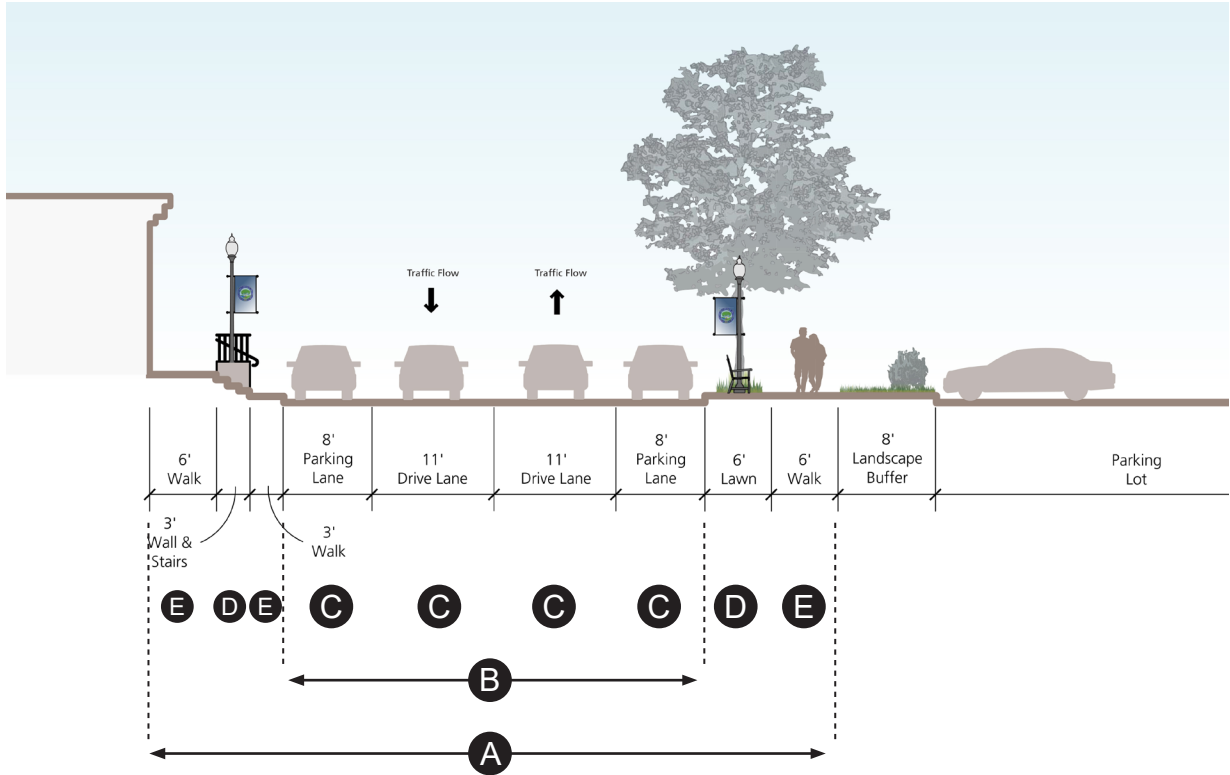 Traffic Flow
Traffic Flow
6'
Walk
8'
Parking
Lane
11'
Drive Lane
11'
Drive Lane
8'
Parking
Lane
6'
Lawn
6'
Walk
8'
Landscape
Buffer
Parking
Lot
3'
Wall &
Stairs
3'
Walk
E
D
E
C
C
C
C
D
E
B
A